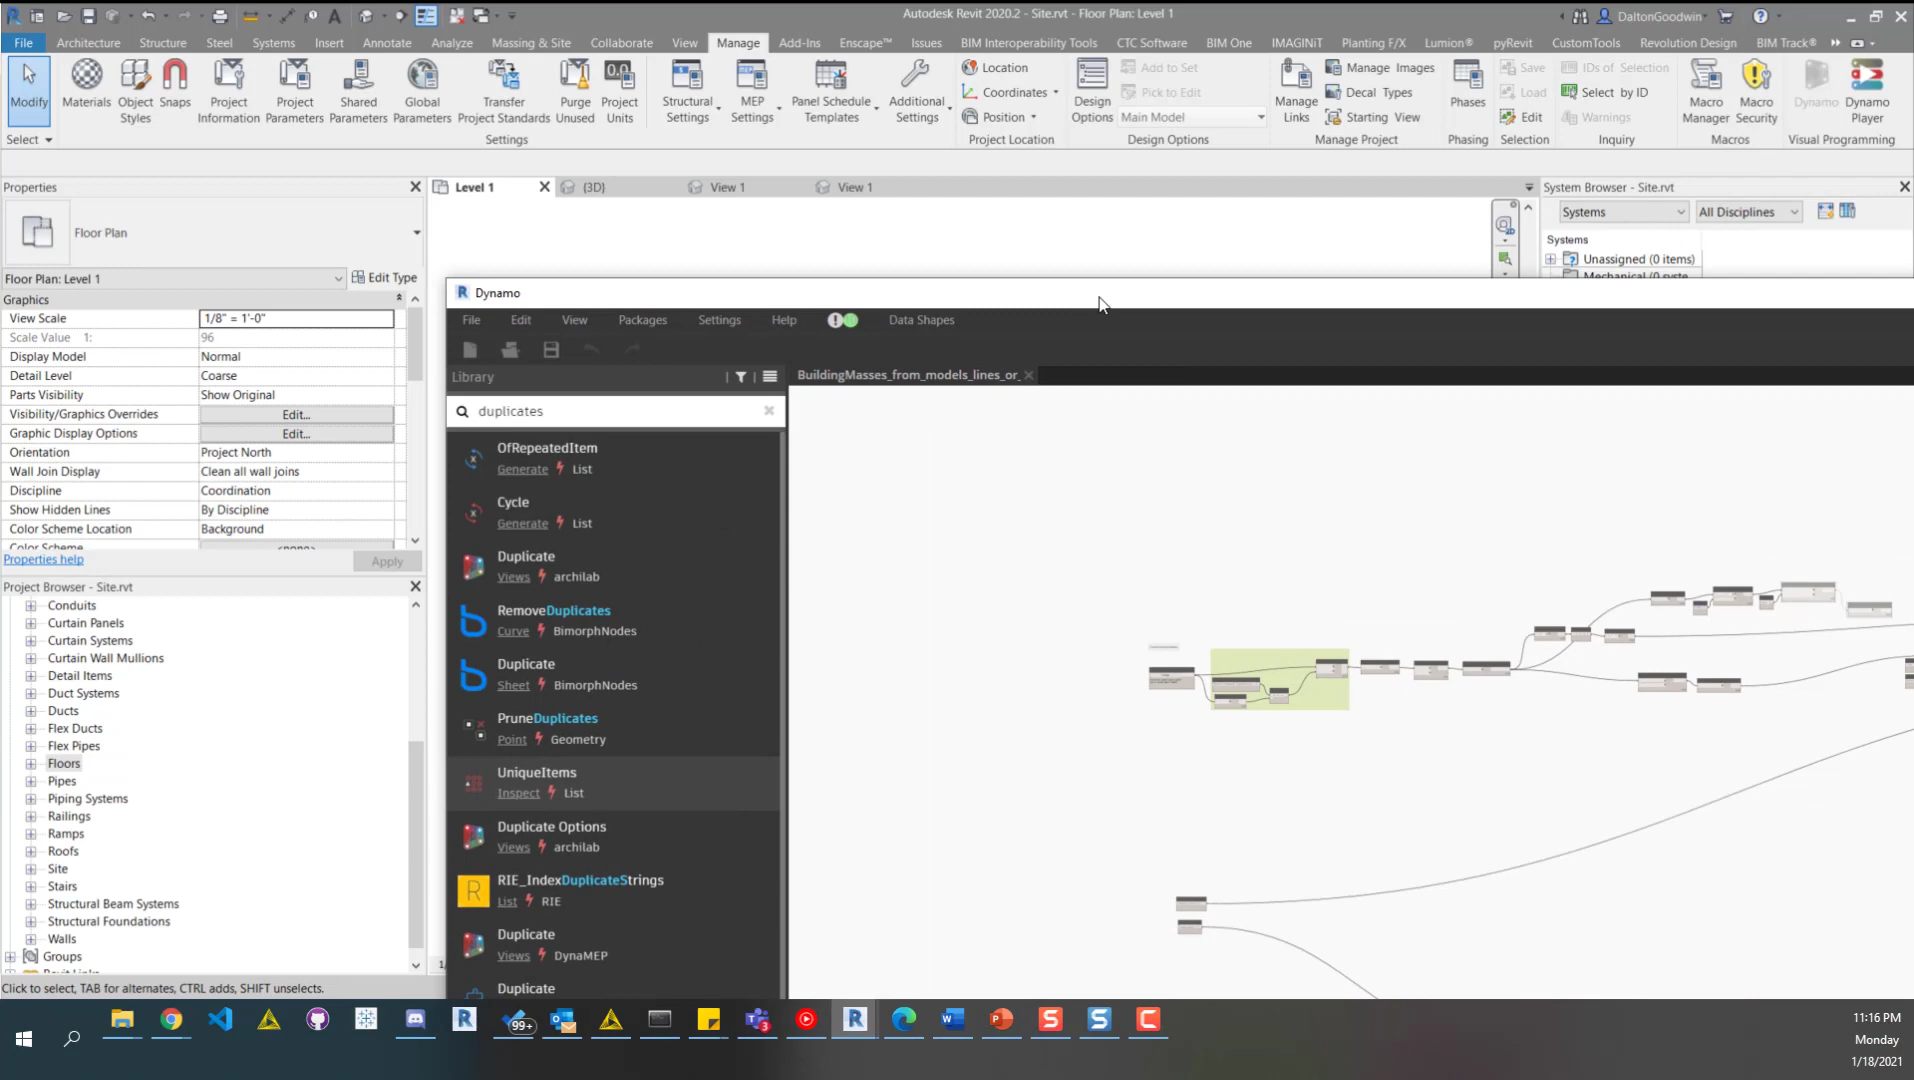 Autodesk Revit 2020.2 - Site.rvt - Floor Plan: Level 1
DaltonGoodwin
File Architecture Structure Steel Systems Insert Annotate Analyze Massing & Site Collaborate View Manage Add-Ins Enscape™ Issues BIM Interoperability Tools CTC Software BIM One IMAGINiT Planting F/X Lumion® pyRevit CustomTools Revolution Design BIM Track®
Modify
Materials
Object Styles
Snaps
Project Information
Project Parameters
Shared Parameters
Global Parameters
Transfer Project Standards
Purge Unused
Project Units
Structural Settings
MEP Settings
Panel Schedule Templates
Additional Settings
Location
Coordinates
Position
Design Options
Add to Set
Pick to Edit
Main Model
Manage Links
Manage Images
Decal Types
Starting View
Phases
Save
Load
Edit
IDs of Selection
Select by ID
Warnings
Macro Manager
Macro Security
Dynamo
Dynamo Player
Select
Settings
Project Location
Design Options
Manage Project
Phasing
Selection
Inquiry
Macros
Visual Programming
Properties
Level 1
{3D}
View 1
View 1
System Browser - Site.rvt
Floor Plan
Systems
All Disciplines
Systems
Unassigned (0 items)
Mechanical (0 syste
Floor Plan: Level 1
Edit Type
Graphics
View Scale 1/8" = 1'-0"
Scale Value 1: 96
Display Model Normal
Detail Level Coarse
Parts Visibility Show Original
Visibility/Graphics Overrides Edit...
Graphic Display Options Edit...
Orientation Project North
Wall Join Display Clean all wall joins
Discipline Coordination
Show Hidden Lines By Discipline
Color Scheme Location Background
Color Scheme <none>
Properties help
Apply
Project Browser - Site.rvt
Conduits
Curtain Panels
Curtain Systems
Curtain Wall Mullions
Detail Items
Duct Systems
Ducts
Flex Ducts
Flex Pipes
Floors
Pipes
Piping Systems
Railings
Ramps
Roofs
Site
Stairs
Structural Beam Systems
Structural Foundations
Walls
Groups
Revit Links
Click to select, TAB for alternates, CTRL adds, SHIFT unselects.
Dynamo
File Edit View Packages Settings Help Data Shapes
Library
BuildingMasses_from_models_lines_or_
duplicates
OfRepeatedItem
Generate List
Cycle
Generate List
Duplicate
Views archilab
RemoveDuplicates
Curve BimorphNodes
Duplicate
Sheet BimorphNodes
PruneDuplicates
Point Geometry
UniqueItems
Inspect List
Duplicate Options
Views archilab
RIE_IndexDuplicateStrings
List RIE
Duplicate
Views DynaMEP
Duplicate
99+
3
11:16 PM
Monday
1/18/2021